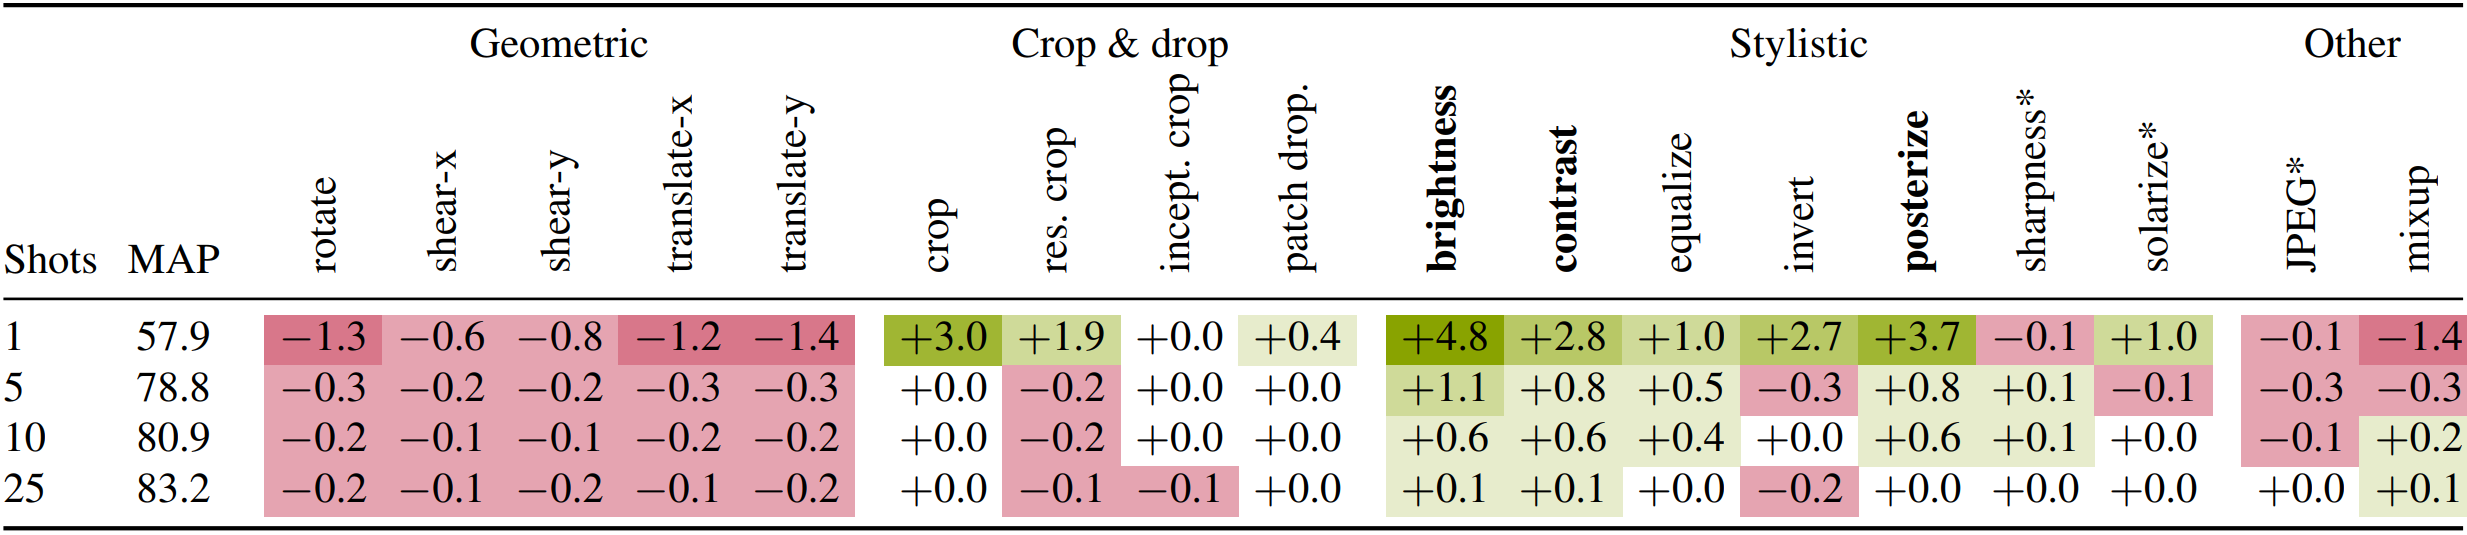 Geometric Crop & drop Stylistic Other
Shots MAP rotate shear-x shear-y translate-x translate-y crop res. crop incept. crop patch drop. brightness contrast equalize invert posterize sharpness* solarize* JPEG* mixup
1 57.9 −1.3 −0.6 −0.8 −1.2 −1.4 +3.0 +1.9 +0.0 +0.4 +4.8 +2.8 +1.0 +2.7 +3.7 −0.1 +1.0 −0.1 −1.4
5 78.8 −0.3 −0.2 −0.2 −0.3 −0.3 +0.0 −0.2 +0.0 +0.0 +1.1 +0.8 +0.5 −0.3 +0.8 +0.1 −0.1 −0.3 −0.3
10 80.9 −0.2 −0.1 −0.1 −0.2 −0.2 +0.0 −0.2 +0.0 +0.0 +0.6 +0.6 +0.4 +0.0 +0.6 +0.1 +0.0 −0.1 +0.2
25 83.2 −0.2 −0.1 −0.2 −0.1 −0.2 +0.0 −0.1 −0.1 +0.0 +0.1 +0.1 +0.0 −0.2 +0.0 +0.0 +0.0 +0.0 +0.1